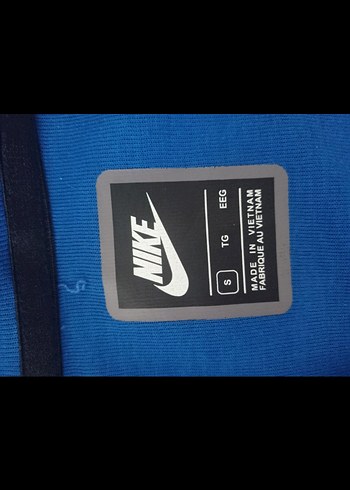 NIKE
S TG EEG
MADE IN VIETNAM
FABRIQUE AU VIETNAM